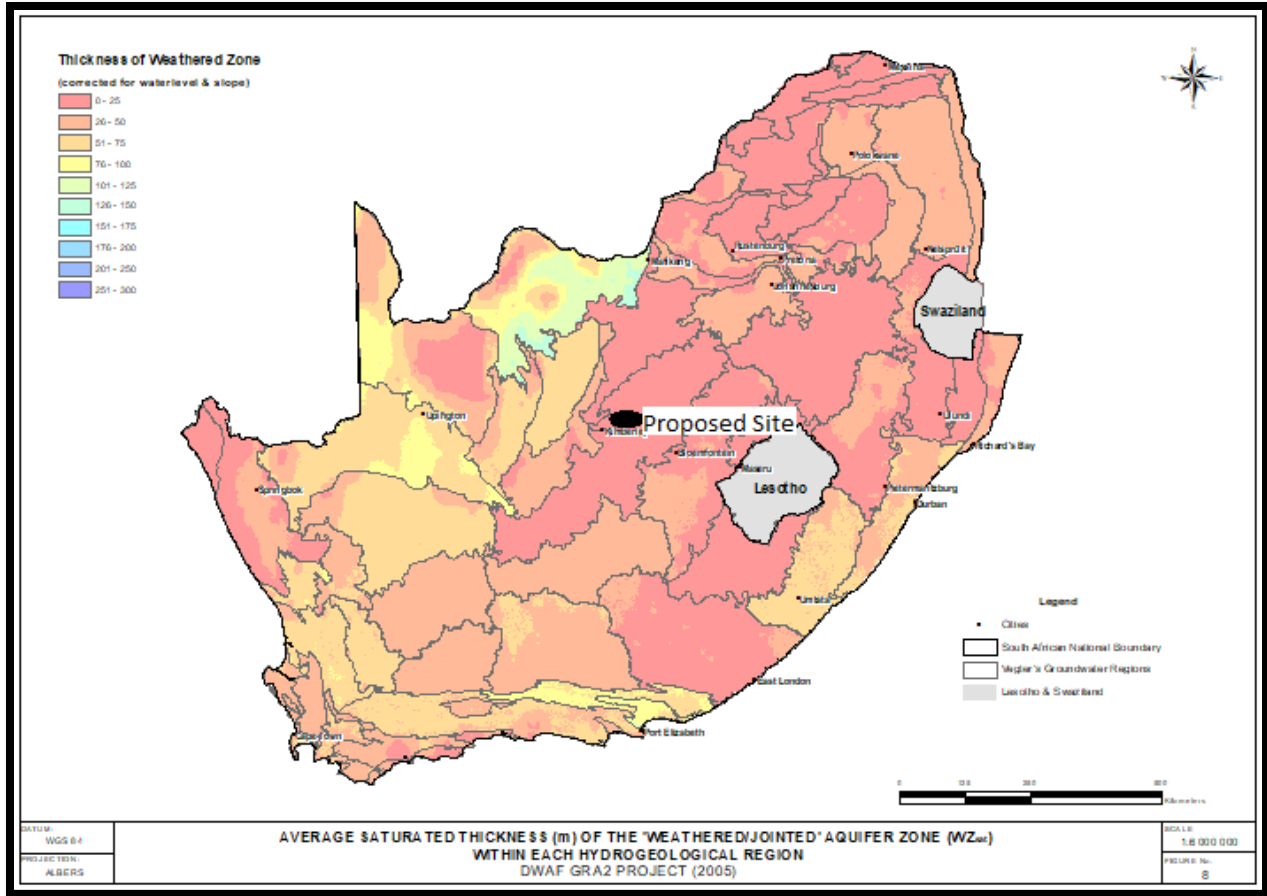 Thickness of Weathered Zone
(corrected for waterlevel & slope)
0 - 25
26 - 50
51 - 75
76 - 100
101 - 125
126 - 150
151 - 175
176 - 200
201 - 250
251 - 300
N
Polokwane
Nelspruit
Rustenburg
Pretoria
Mafikeng
Johannesburg
Swaziland
Upington
Proposed Site
Ulundi
Richard's Bay
Bloemfontein
Maseru
Lesotho
Springbok
Pietermaritzburg
Durban
Umtata
East London
Port Elizabeth
Cape Town
Legend
Cities
South African National Boundary
Vegter's Groundwater Regions
Lesotho & Swaziland
0
Kilometers
DATUM:
WGS 84
PROJECTION:
ALBERS
AVERAGE SATURATED THICKNESS (m) OF THE 'WEATHERED/JOINTED' AQUIFER ZONE (WZsat)
WITHIN EACH HYDROGEOLOGICAL REGION
DWAF GRA2 PROJECT (2005)
SCALE
1:6 000 000
FIGURE No.
8